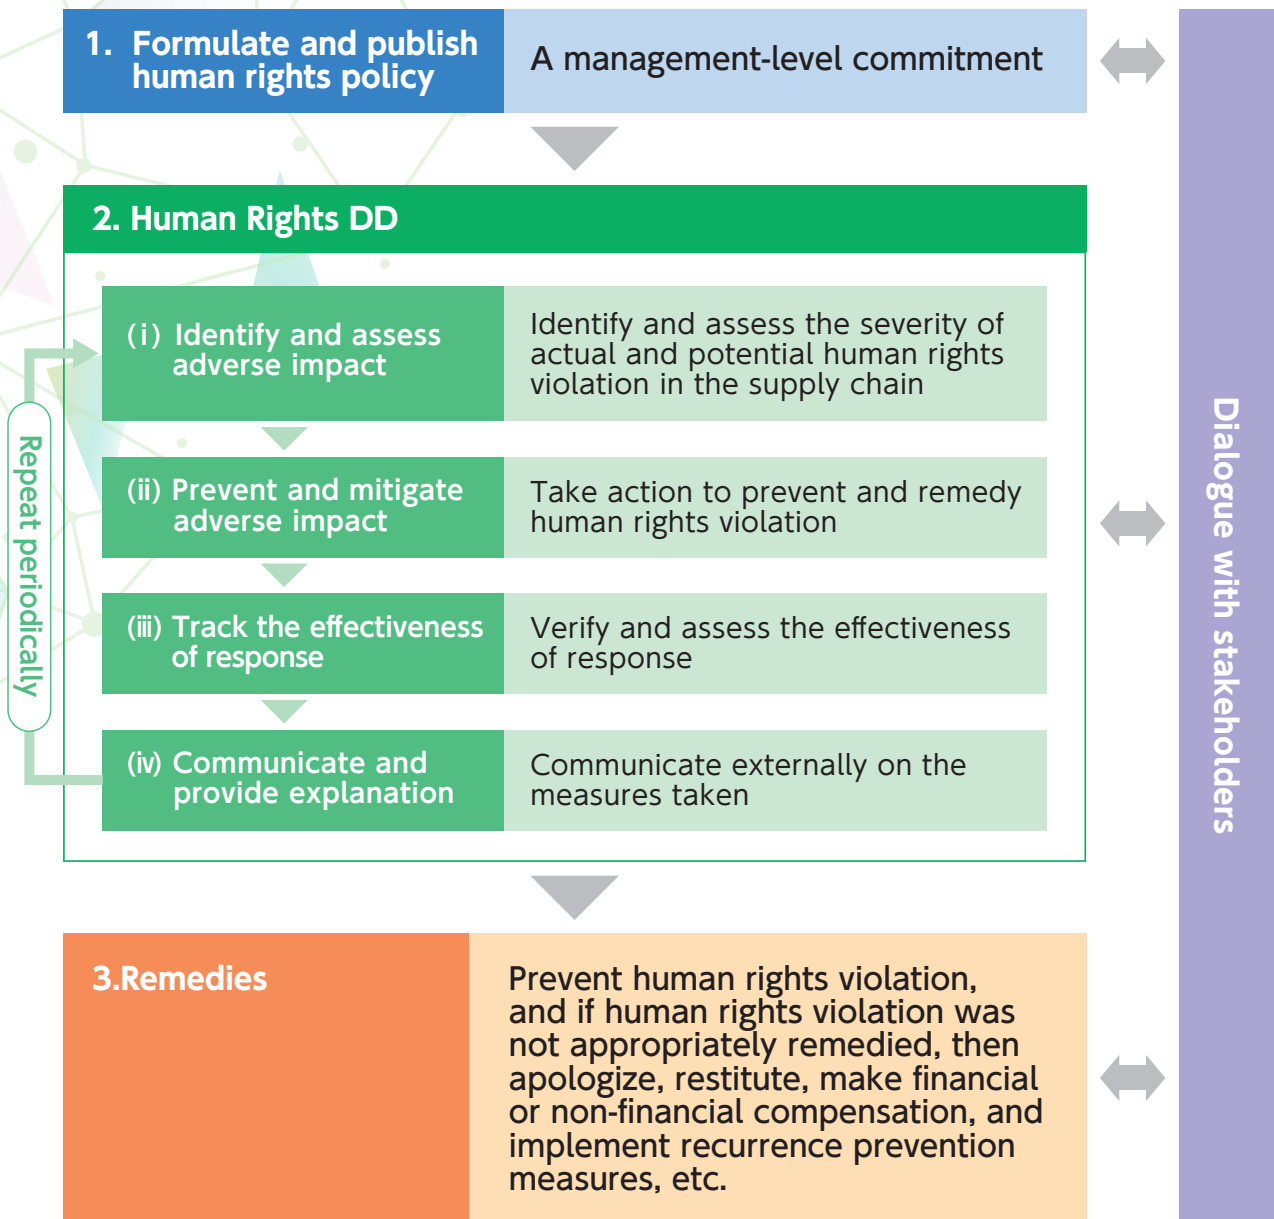 1. Formulate and publish
human rights policy
A management-level commitment
2. Human Rights DD
(i) Identify and assess
adverse impact
Identify and assess the severity of
actual and potential human rights
violation in the supply chain
(ii) Prevent and mitigate
adverse impact
Take action to prevent and remedy
human rights violation
(iii) Track the effectiveness
of response
Verify and assess the effectiveness
of response
(iv) Communicate and
provide explanation
Communicate externally on the
measures taken
Repeat periodically
3.Remedies
Prevent human rights violation,
and if human rights violation was
not appropriately remedied, then
apologize, restitute, make financial
or non-financial compensation, and
implement recurrence prevention
measures, etc.
Dialogue with stakeholders